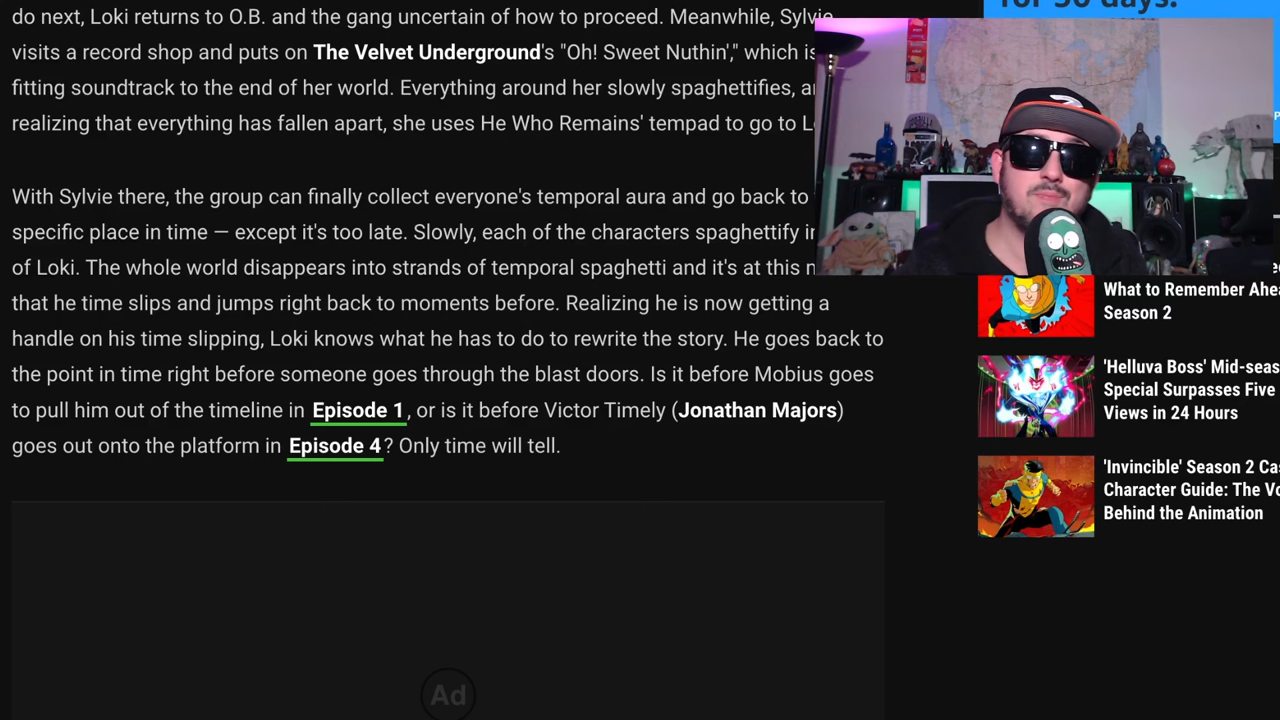 do next, Loki returns to O.B. and the gang uncertain of how to proceed. Meanwhile, Sylvie
visits a record shop and puts on The Velvet Underground's "Oh! Sweet Nuthin'," which is
fitting soundtrack to the end of her world. Everything around her slowly spaghettifies,
realizing that everything has fallen apart, she uses He Who Remains' tempad to go to
With Sylvie there, the group can finally collect everyone's temporal aura and go back to
specific place in time — except it's too late. Slowly, each of the characters spaghettify
of Loki. The whole world disappears into strands of temporal spaghetti and it's at this
that he time slips and jumps right back to moments before. Realizing he is now getting a
handle on his time slipping, Loki knows what he has to do to rewrite the story. He goes back to
the point in time right before someone goes through the blast doors. Is it before Mobius goes
to pull him out of the timeline in Episode 1, or is it before Victor Timely (Jonathan Majors)
goes out onto the platform in Episode 4? Only time will tell.
Ad
for 30 days.
What to Remember
Season 2
'Helluva Boss'
Special Surpasses Five
Views in 24 Hours
'Invincible' Season 2
Character Guide: The
Behind the Animation